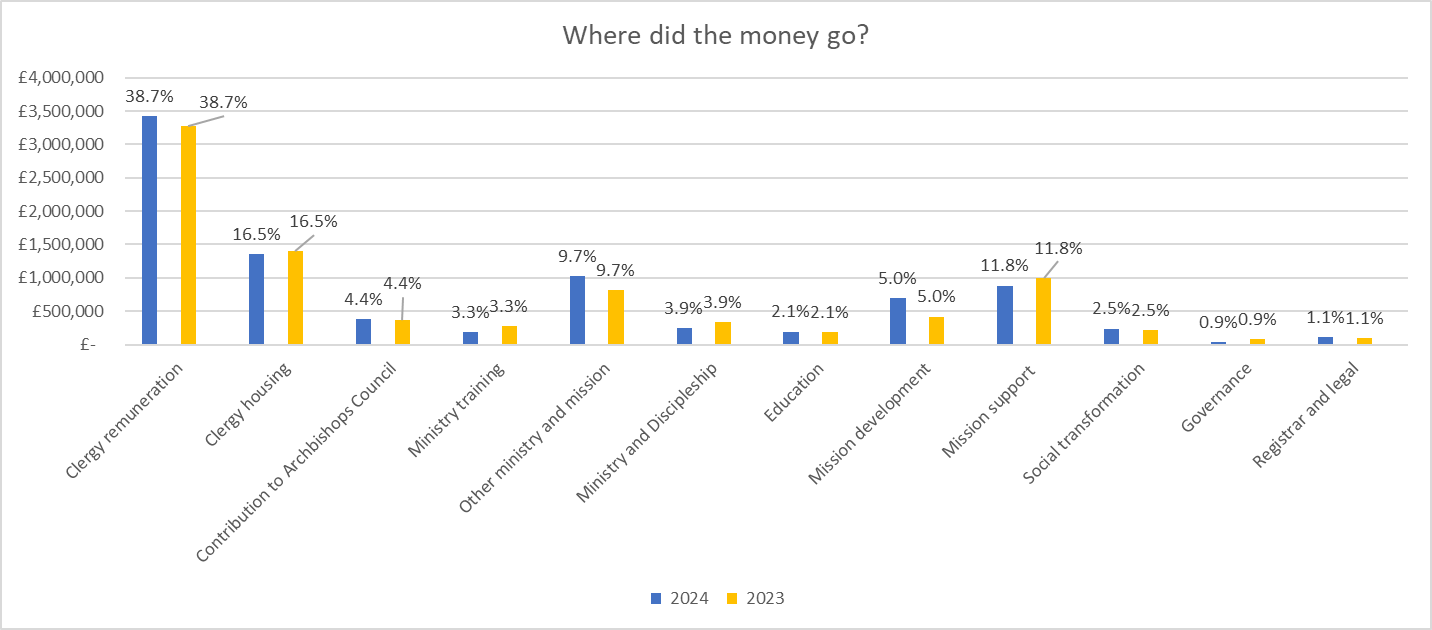 Where did the money go?
£4,000,000
£3,500,000
£3,000,000
£2,500,000
£2,000,000
£1,500,000
£1,000,000
£500,000
£-
38.7% 38.7%
16.5% 16.5%
4.4% 4.4%
3.3% 3.3%
9.7% 9.7%
3.9% 3.9%
2.1% 2.1%
5.0% 5.0%
11.8% 11.8%
2.5% 2.5%
0.9% 0.9%
1.1% 1.1%
Clergy remuneration
Clergy housing
Contribution to Archbishops Council
Ministry training
Other ministry and mission
Ministry and Discipleship
Education
Mission development
Mission support
Social transformation
Governance
Registrar and legal
2024 2023